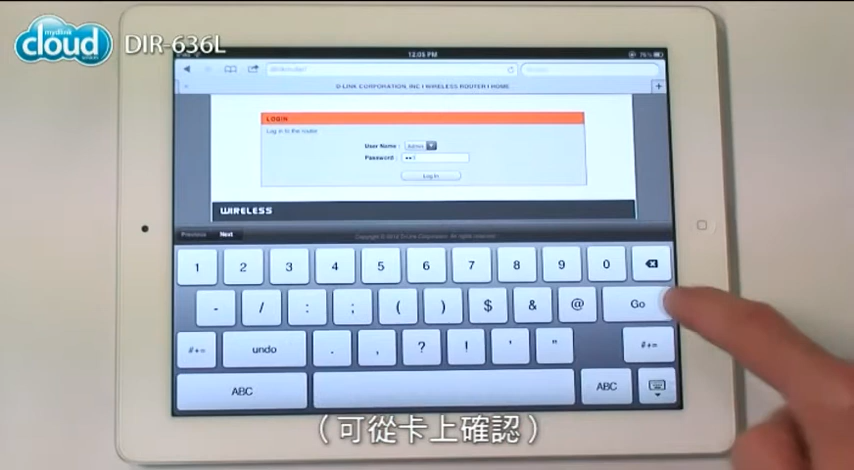 mydlink
cloud
DIR-636L
12:05 PM
76%
D-LINK CORPORATION, INC | WIRELESS ROUTER | HOME
LOGIN
Log in to the router
User Name : Admin
Password :
Log In
WIRELESS
Previous Next
1 2 3 4 5 6 7 8 9 0
- / : ; ( ) $ & @ Go
#+= undo . , ? ! ' " #+=
ABC ABC
（可從卡上確認）